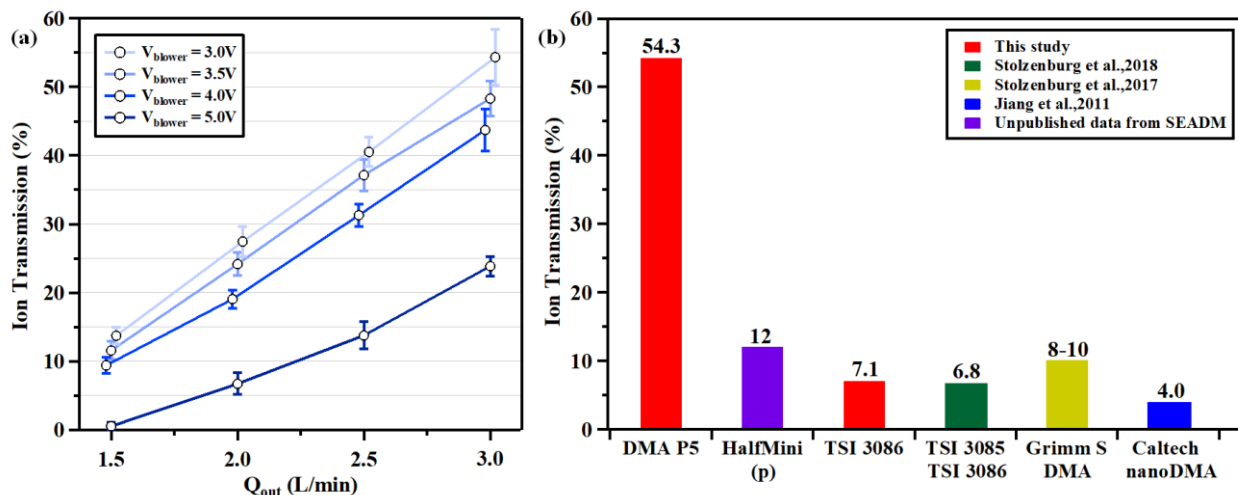 (a)
V_blower = 3.0V
V_blower = 3.5V
V_blower = 4.0V
V_blower = 5.0V
Ion Transmission (%)
60
50
40
30
20
10
0
1.5
2.0
2.5
3.0
Q_out (L/min)
(b)
This study
Stolzenburg et al.,2018
Stolzenburg et al.,2017
Jiang et al.,2011
Unpublished data from SEADM
Ion Transmission (%)
60
50
40
30
20
10
0
54.3
12
7.1
6.8
8-10
4.0
DMA P5
HalfMini
(p)
TSI 3086
TSI 3085
TSI 3086
Grimm S
DMA
Caltech
nanoDMA